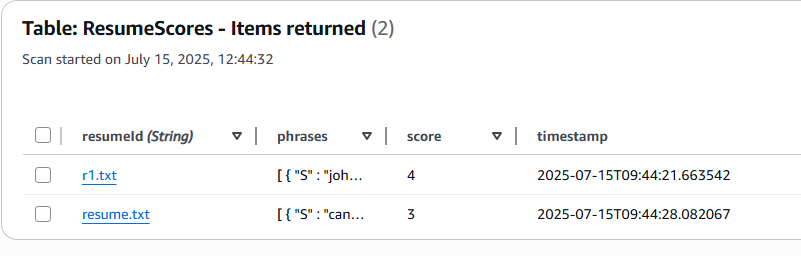 Table: ResumeScores - Items returned (2)
Scan started on July 15, 2025, 12:44:32
resumeId (String) phrases score timestamp
r1.txt [ { "S" : "joh... 4 2025-07-15T09:44:21.663542
resume.txt [ { "S" : "can... 3 2025-07-15T09:44:28.082067